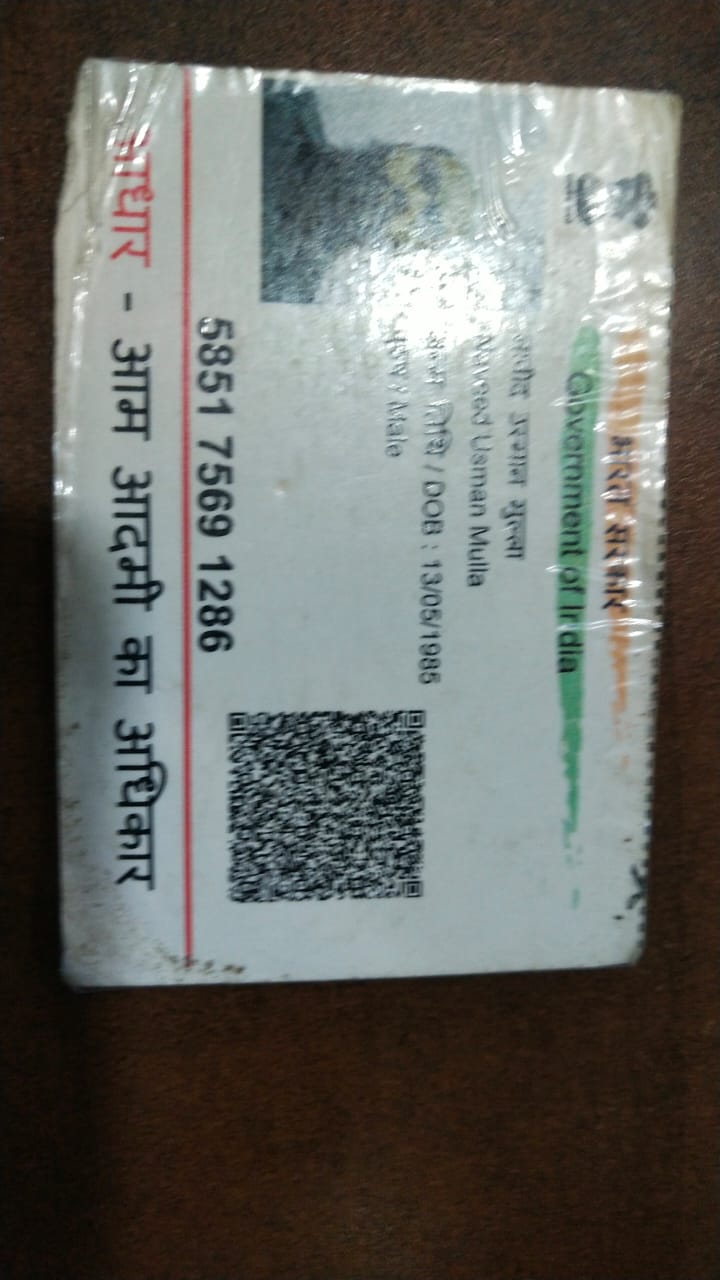 भारत सरकार
Government of India
नावीद उस्मान मुल्ला
Naveed Usman Mulla
जन्म तिथि / DOB : 13/05/1985
पुरुष / Male
5851 7569 1286
आधार - आम आदमी का अधिकार